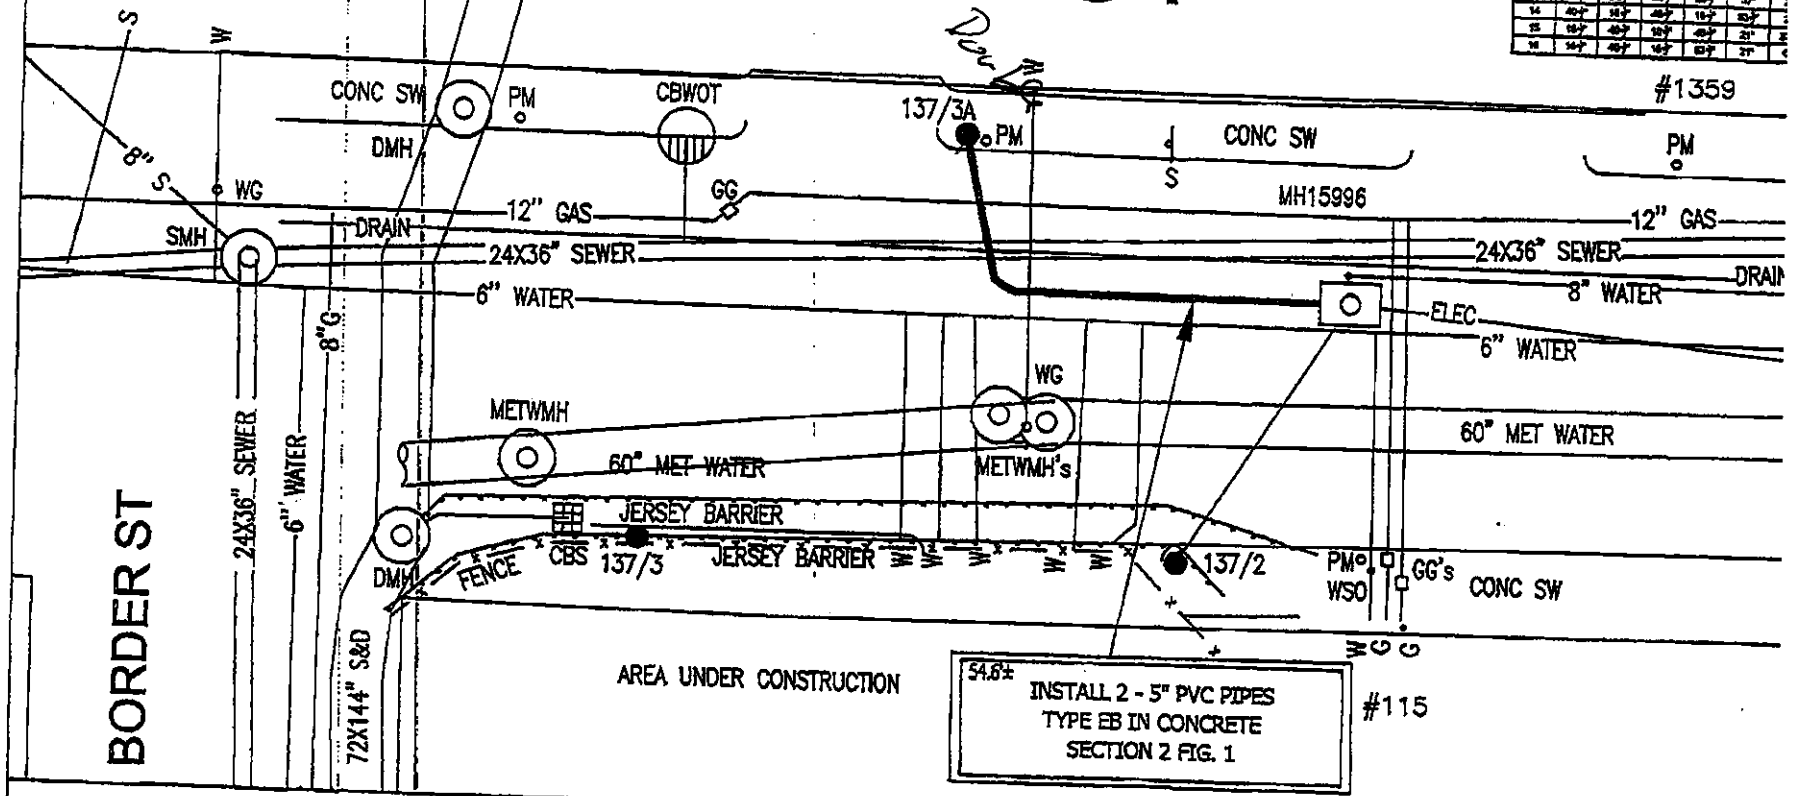 S
W
#1359
CONC SW
PM
CBWOT
W
137/3A
PM
CONC SW
PM
DMH
S
8" S
WG
GG
MH15996
12" GAS
12" GAS
DRAIN
SMH
24X36" SEWER
24X36" SEWER
DRAIN
6" WATER
8" WATER
ELEC
8"G
6" WATER
METWMH
WG
60" MET WATER
60" MET WATER
METWMH's
24X36" SEWER
6" WATER
JERSEY BARRIER
CBS
137/3
JERSEY BARRIER
W
W
W
W
W
137/2
PM
GG's
WSO
CONC SW
DMH
FENCE
BORDER ST
72X144" S&D
W
G
G
AREA UNDER CONSTRUCTION
54.6'±
INSTALL 2 - 5" PVC PIPES
TYPE EB IN CONCRETE
SECTION 2 FIG. 1
#115